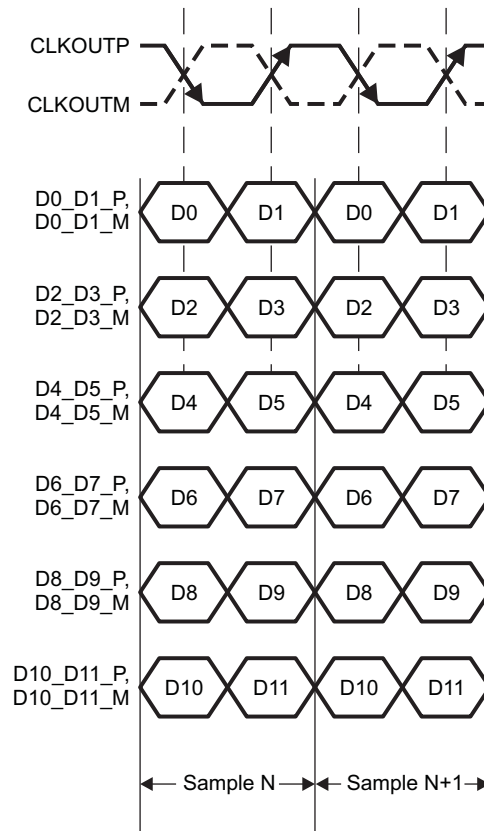 CLKOUTP
CLKOUTM
D0_D1_P,
D0_D1_M
D0 D1 D0 D1
D2_D3_P,
D2_D3_M
D2 D3 D2 D3
D4_D5_P,
D4_D5_M
D4 D5 D4 D5
D6_D7_P,
D6_D7_M
D6 D7 D6 D7
D8_D9_P,
D8_D9_M
D8 D9 D8 D9
D10_D11_P,
D10_D11_M
D10 D11 D10 D11
Sample N Sample N+1